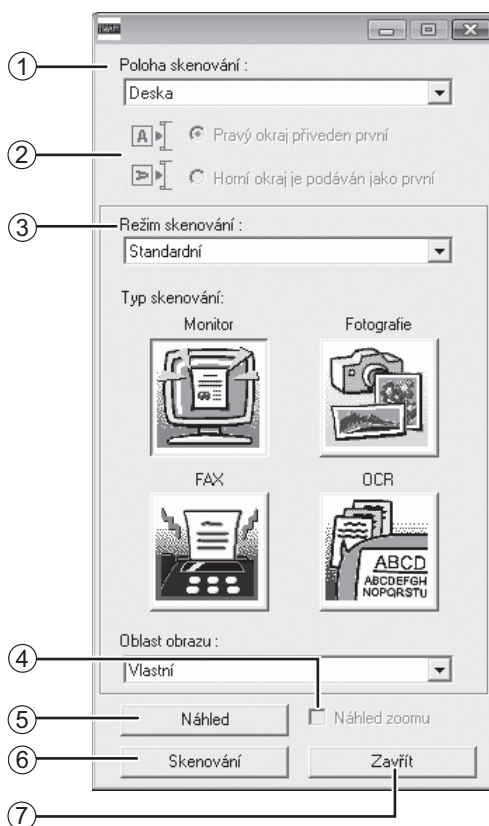 ① Poloha skenování :
Deska
② Pravý okraj přiveden první
Horní okraj je podáván jako první
③ Režim skenování :
Standardní
Typ skenování:
Monitor Fotografie
FAX OCR
ABCD
ABCDEFGH
NOPQRSTU
Oblast obrazu :
④ Vlastní
⑤ Náhled Náhled zoomu
⑥ Skenování Zavřít
⑦